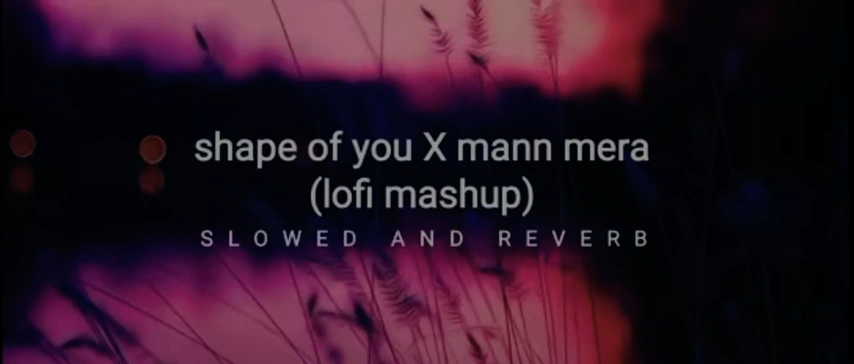 shape of you X mann mera
(lofi mashup)
SLOWED AND REVERB